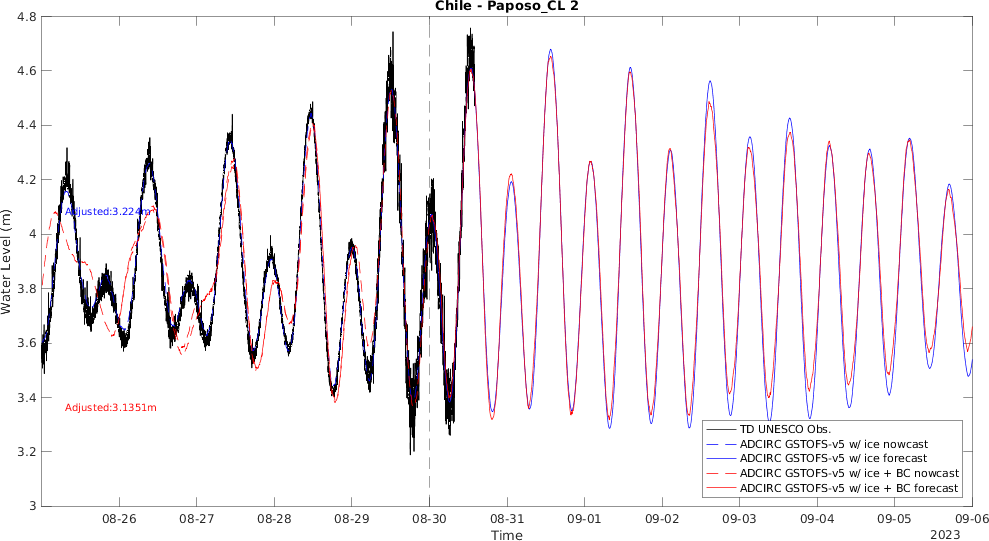 Chile - Paposo_CL 2
4.8
4.6
4.4
4.2
4
3.8
3.6
3.4
3.2
3
Water Level (m)
Adjusted:3.224m
Adjusted:3.1351m
TD UNESCO Obs.
ADCIRC GSTOFS-v5 w/ ice nowcast
ADCIRC GSTOFS-v5 w/ ice forecast
ADCIRC GSTOFS-v5 w/ ice + BC nowcast
ADCIRC GSTOFS-v5 w/ ice + BC forecast
08-26 08-27 08-28 08-29 08-30 08-31 09-01 09-02 09-03 09-04 09-05 09-06
Time
2023